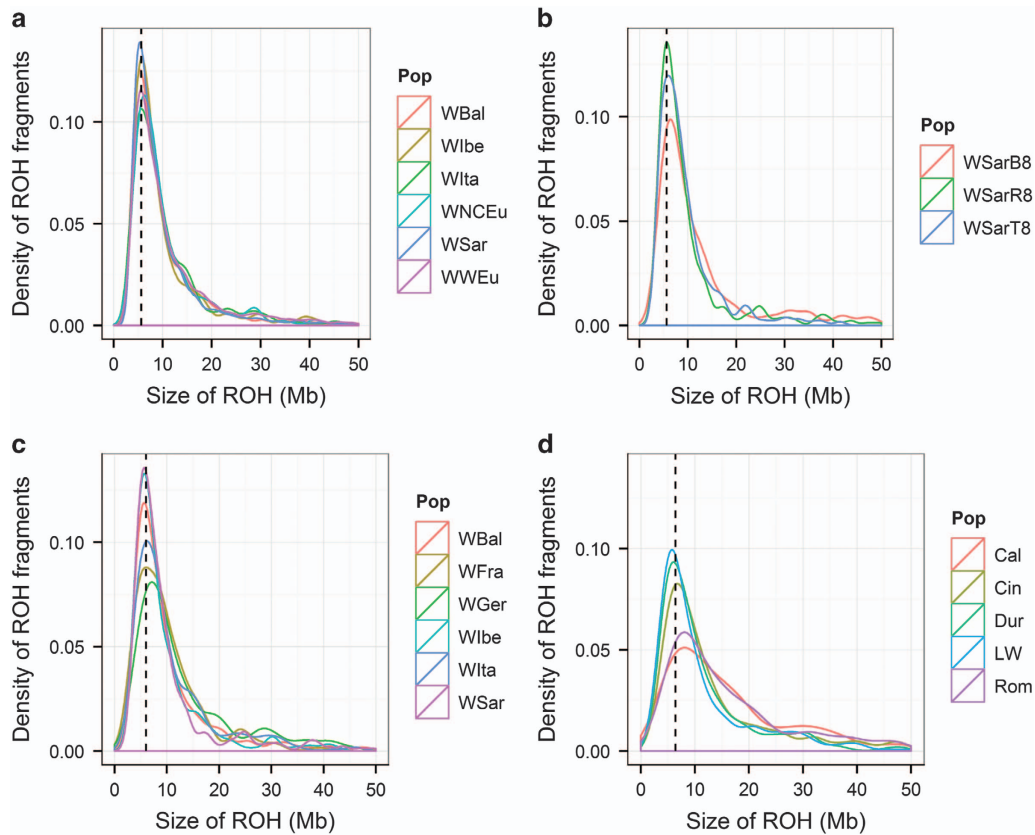 a
Density of ROH fragments
0.10
0.05
0.00
0 10 20 30 40 50
Size of ROH (Mb)
Pop
WBal
WIbe
WIta
WNCEu
WSar
WWEu
b
Density of ROH fragments
0.10
0.05
0.00
0 10 20 30 40 50
Size of ROH (Mb)
Pop
WSarB8
WSarR8
WSarT8
c
Density of ROH fragments
0.10
0.05
0.00
0 10 20 30 40 50
Size of ROH (Mb)
Pop
WBal
WFra
WGer
WIbe
WIta
WSar
d
Density of ROH fragments
0.10
0.05
0.00
0 10 20 30 40 50
Size of ROH (Mb)
Pop
Cal
Cin
Dur
LW
Rom